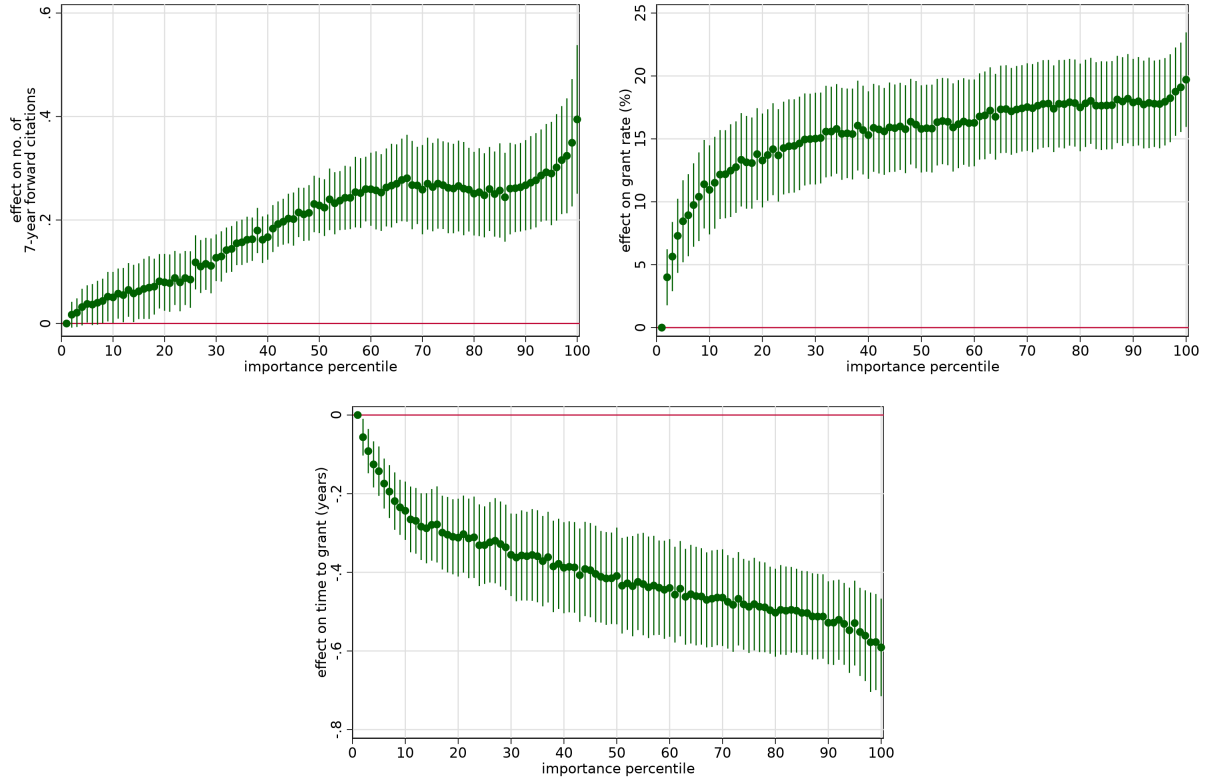 effect on no. of
7-year forward citations
.6
.4
.2
0
0 10 20 30 40 50 60 70 80 90 100
importance percentile
effect on grant rate (%)
25
20
15
10
5
0
0 10 20 30 40 50 60 70 80 90 100
importance percentile
effect on time to grant (years)
0
-.2
-.4
-.6
-.8
0 10 20 30 40 50 60 70 80 90 100
importance percentile